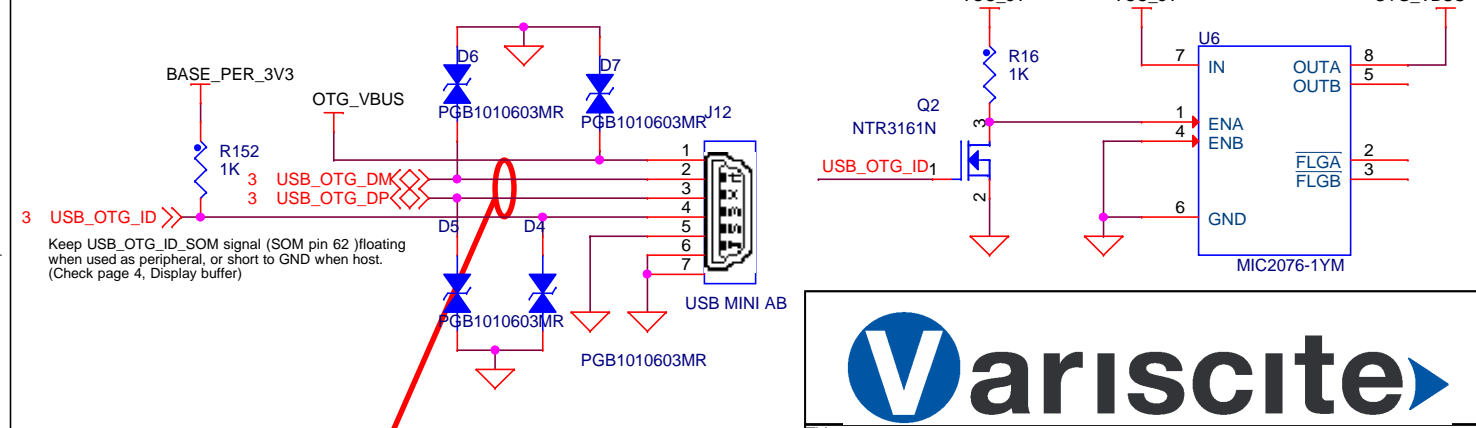 BASE_PER_3V3
OTG_VBUS
R152
1K
3 USB_OTG_DM
3 USB_OTG_DP
3 USB_OTG_ID
Keep USB_OTG_ID_SOM signal (SOM pin 62 )floating
when used as peripheral, or short to GND when host.
(Check page 4, Display buffer)
D6
PGB1010603MR
D7
PGB1010603MR
J12
1
2
3
4
5
6
7
USB MINI AB
D5
D4
PGB1010603MR
PGB1010603MR
R16
1K
Q2
NTR3161N
USB_OTG_ID
1
3
2
U6
7 IN
1 ENA
4 ENB
6 GND
OUTA 8
OUTB 5
FLGA 2
FLGB 3
MIC2076-1YM
Variscite